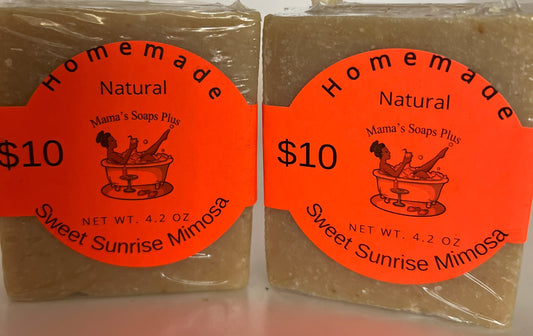 Homemade
Natural
Mama's Soaps Plus
$10
NET WT. 4.2 OZ
Sweet Sunrise Mimosa
Homemade
Natural
Mama's Soaps Plus
$10
NET WT. 4.2 OZ
Sweet Sunrise Mimosa